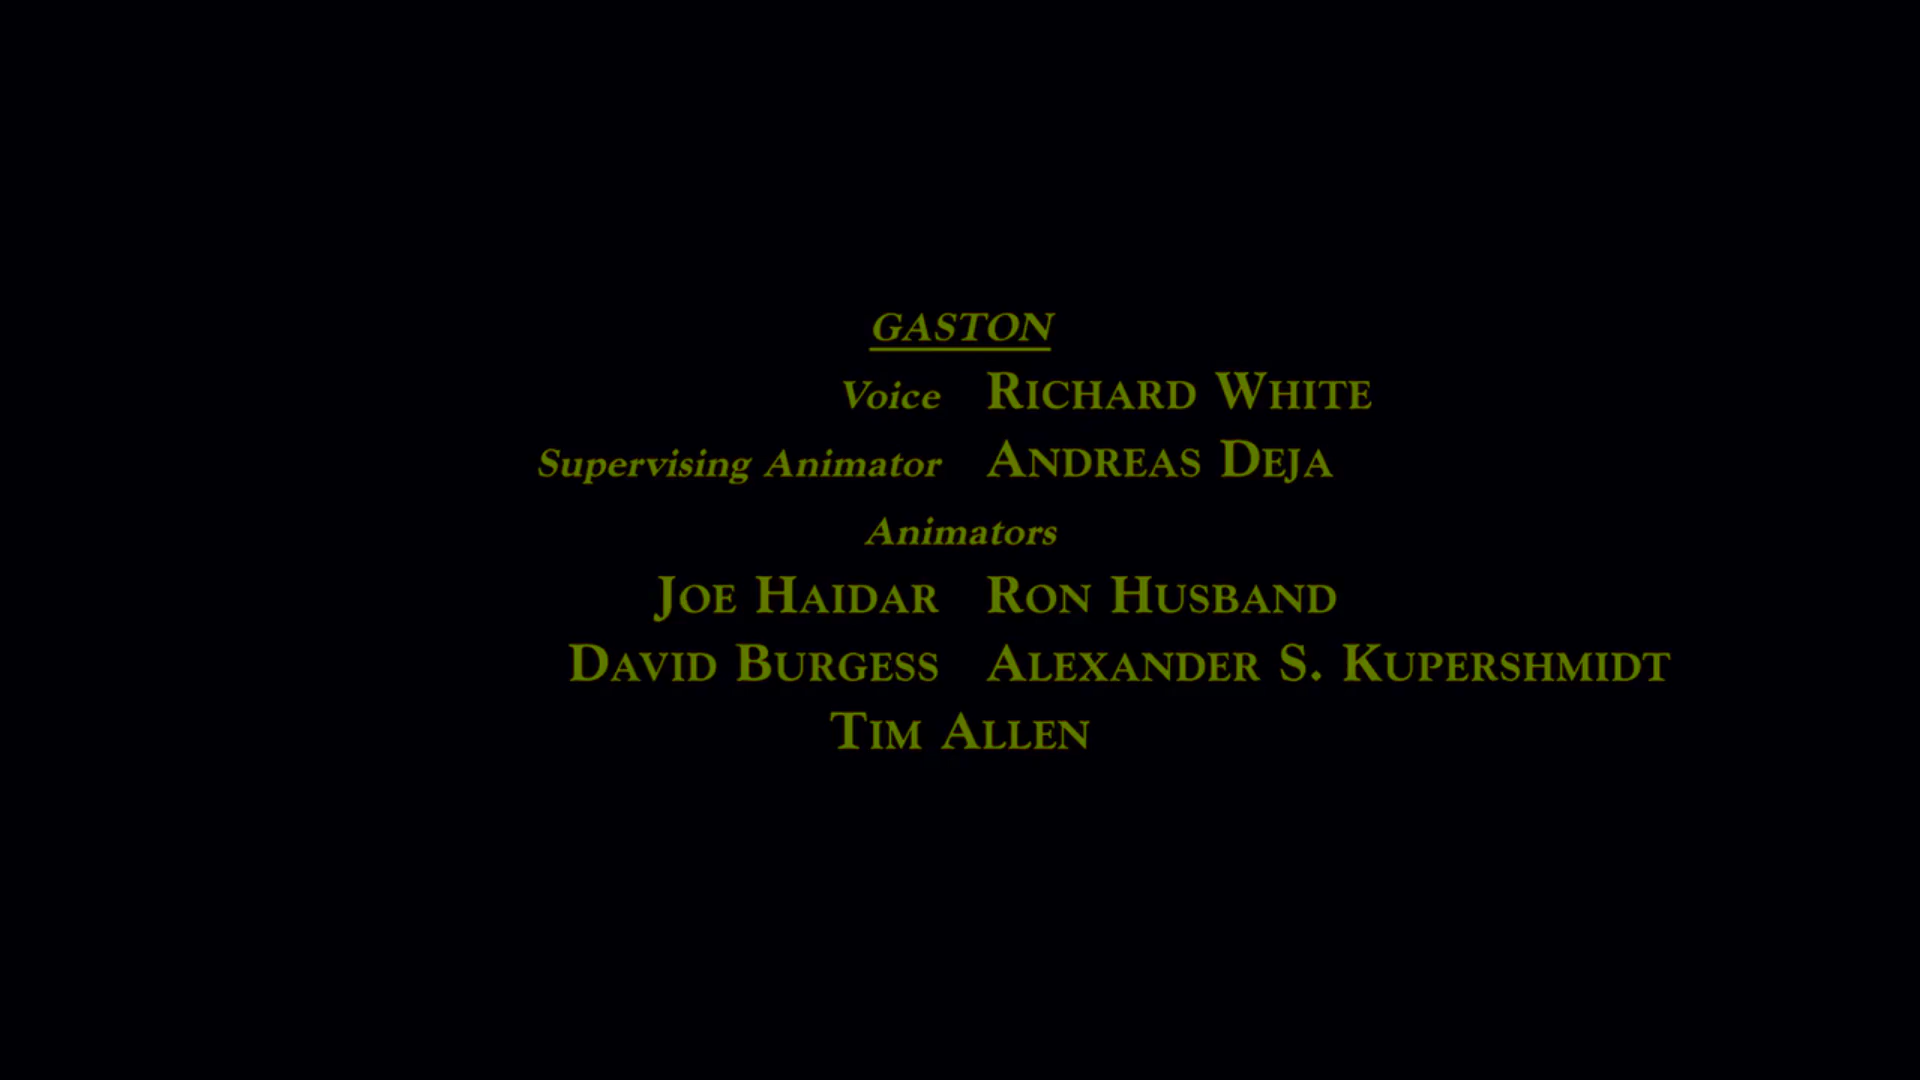 GASTON
Voice Richard White
Supervising Animator Andreas Deja
Animators
Joe Haidar Ron Husband
David Burgess Alexander S. Kupershmidt
Tim Allen